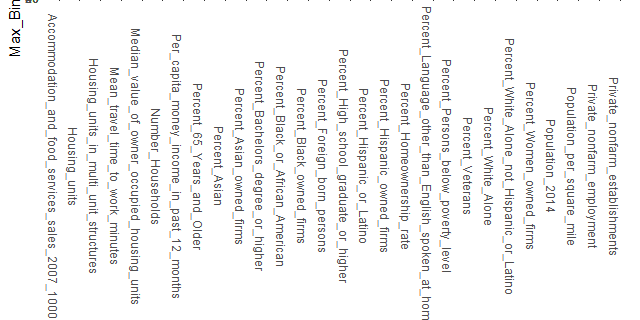 Max_Bin
Accommodation_and_food_services_sales_2007_1000
Housing_units
Housing_units_in_multi_unit_structures
Mean_travel_time_to_work_minutes
Median_value_of_owner_occupied_housing_units
Number_Households
Per_capita_money_income_in_past_12_months
Percent_65_Years_and_Older
Percent_Asian
Percent_Asian_owned_firms
Percent_Bachelors_degree_or_higher
Percent_Black_or_African_American
Percent_Black_owned_firms
Percent_Foreign_born_persons
Percent_High_school_graduate_or_higher
Percent_Hispanic_or_Latino
Percent_Hispanic_owned_firms
Percent_Homeownership_rate
Percent_Language_other_than_English_spoken_at_hom
Percent_Persons_below_poverty_level
Percent_Veterans
Percent_White_Alone
Percent_White_Alone_not_Hispanic_or_Latino
Percent_Women_owned_firms
Population_2014
Population_per_square_mile
Private_nonfarm_employment
Private_nonfarm_establishments